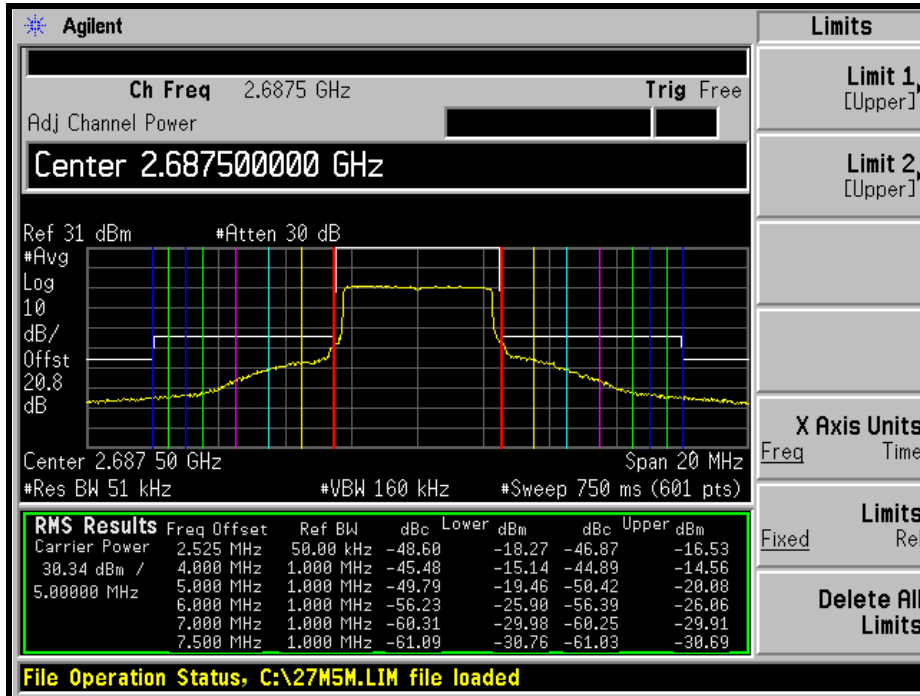 Agilent
Limits
Ch Freq 2.6875 GHz Trig Free
Adj Channel Power
Center 2.687500000 GHz
Ref 31 dBm #Atten 30 dB
#Avg
Log
10
dB/
Offst
20.8
dB
Center 2.687 50 GHz Span 20 MHz
#Res BW 51 kHz #VBW 160 kHz #Sweep 750 ms (601 pts)
RMS Results Freq Offset Ref BW dBc Lower dBm dBc Upper dBm
Carrier Power 2.525 MHz 50.00 kHz -48.60 -18.27 -46.87 -16.53
30.34 dBm / 4.000 MHz 1.000 MHz -45.48 -15.14 -44.89 -14.56
5.00000 MHz 5.000 MHz 1.000 MHz -49.79 -19.46 -50.42 -20.08
6.000 MHz 1.000 MHz -56.23 -25.90 -56.39 -26.06
7.000 MHz 1.000 MHz -60.31 -29.98 -60.25 -29.91
7.500 MHz 1.000 MHz -61.09 -30.76 -61.03 -30.69
File Operation Status, C:\27M5M.LIM file loaded
Limit 1
[Upper]
Limit 2
[Upper]
X Axis Units
Freq Time
Limits
Fixed Rel
Delete All
Limits